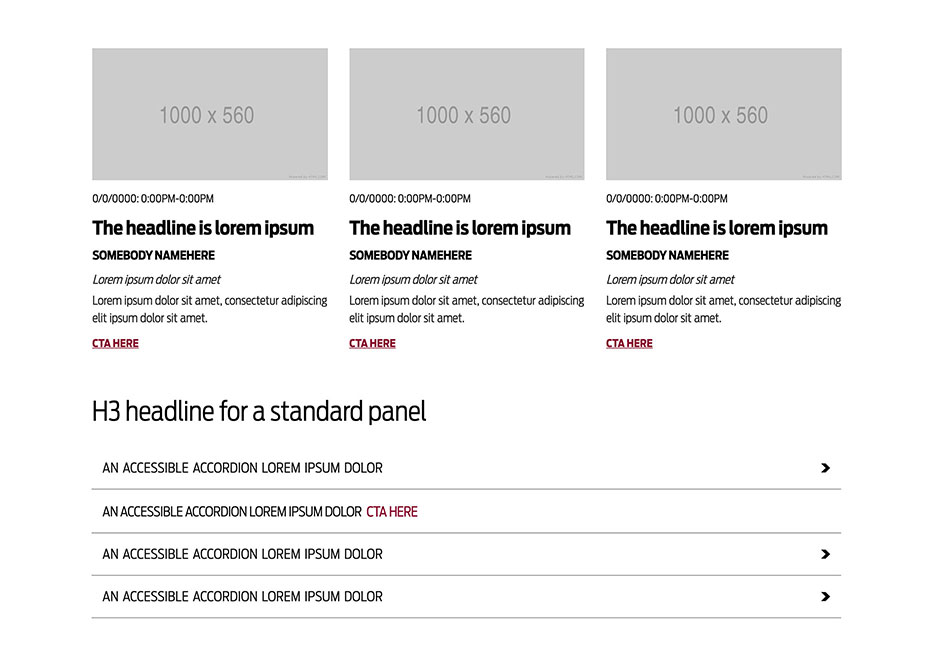 1000 x 560
1000 x 560
1000 x 560
0/0/0000: 0:00PM-0:00PM
The headline is lorem ipsum
SOMEBODY NAMEHERE
Lorem ipsum dolor sit amet
Lorem ipsum dolor sit amet, consectetur adipiscing
elit ipsum dolor sit amet.
CTA HERE
0/0/0000: 0:00PM-0:00PM
The headline is lorem ipsum
SOMEBODY NAMEHERE
Lorem ipsum dolor sit amet
Lorem ipsum dolor sit amet, consectetur adipiscing
elit ipsum dolor sit amet.
CTA HERE
0/0/0000: 0:00PM-0:00PM
The headline is lorem ipsum
SOMEBODY NAMEHERE
Lorem ipsum dolor sit amet
Lorem ipsum dolor sit amet, consectetur adipiscing
elit ipsum dolor sit amet.
CTA HERE
H3 headline for a standard panel
AN ACCESSIBLE ACCORDION LOREM IPSUM DOLOR
AN ACCESSIBLE ACCORDION LOREM IPSUM DOLOR CTA HERE
AN ACCESSIBLE ACCORDION LOREM IPSUM DOLOR
AN ACCESSIBLE ACCORDION LOREM IPSUM DOLOR